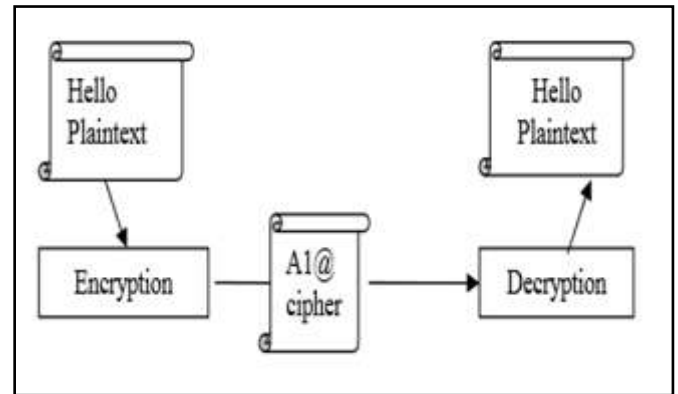 Hello
Plaintext
Hello
Plaintext
Encryption
A1@
cipher
Decryption